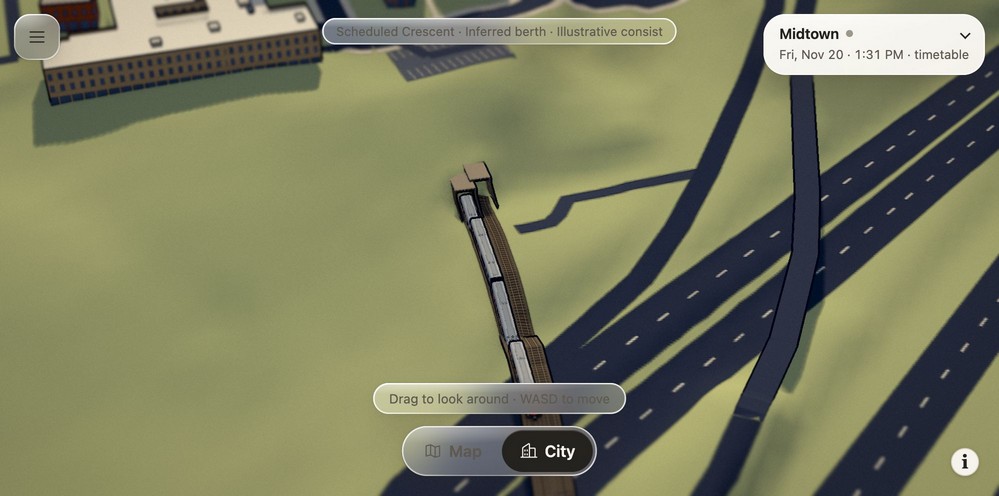 Scheduled Crescent · Inferred berth · Illustrative consist
Midtown
Fri, Nov 20 · 1:31 PM · timetable
Drag to look around · WASD to move
Map
City
i